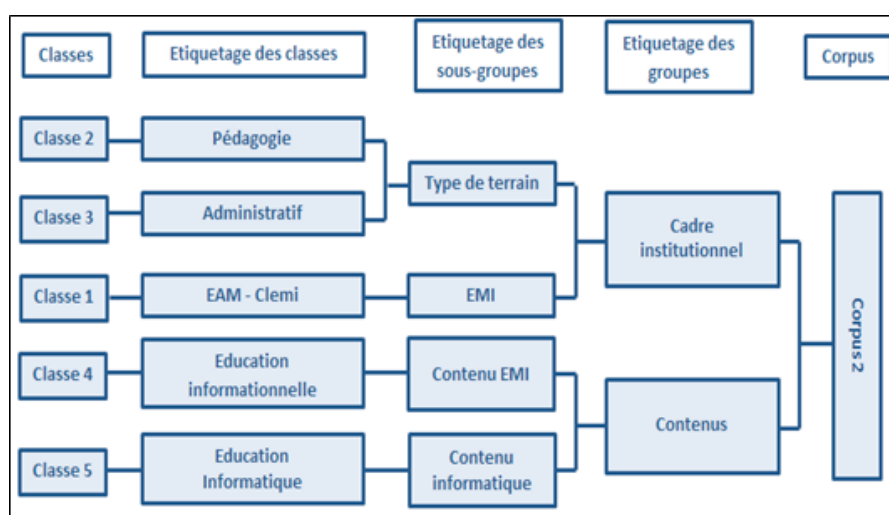 Classes
Etiquetage des classes
Etiquetage des
sous-groupes
Etiquetage des
groupes
Corpus
Classe 2
Pédagogie
Type de terrain
Classe 3
Administratif
Cadre
institutionnel
Classe 1
EAM - Clemi
EMI
Classe 4
Education
informationnelle
Contenu EMI
Contenus
Classe 5
Education
Informatique
Contenu
informatique
Corpus 2